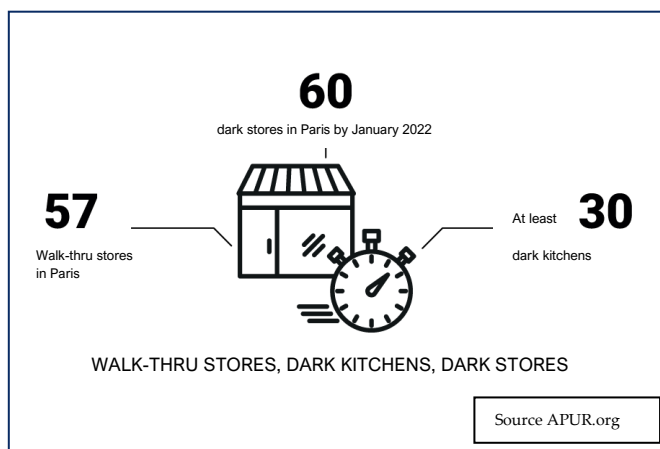 60
dark stores in Paris by January 2022
57
Walk-thru stores
in Paris
At least 30
dark kitchens
WALK-THRU STORES, DARK KITCHENS, DARK STORES
Source APUR.org